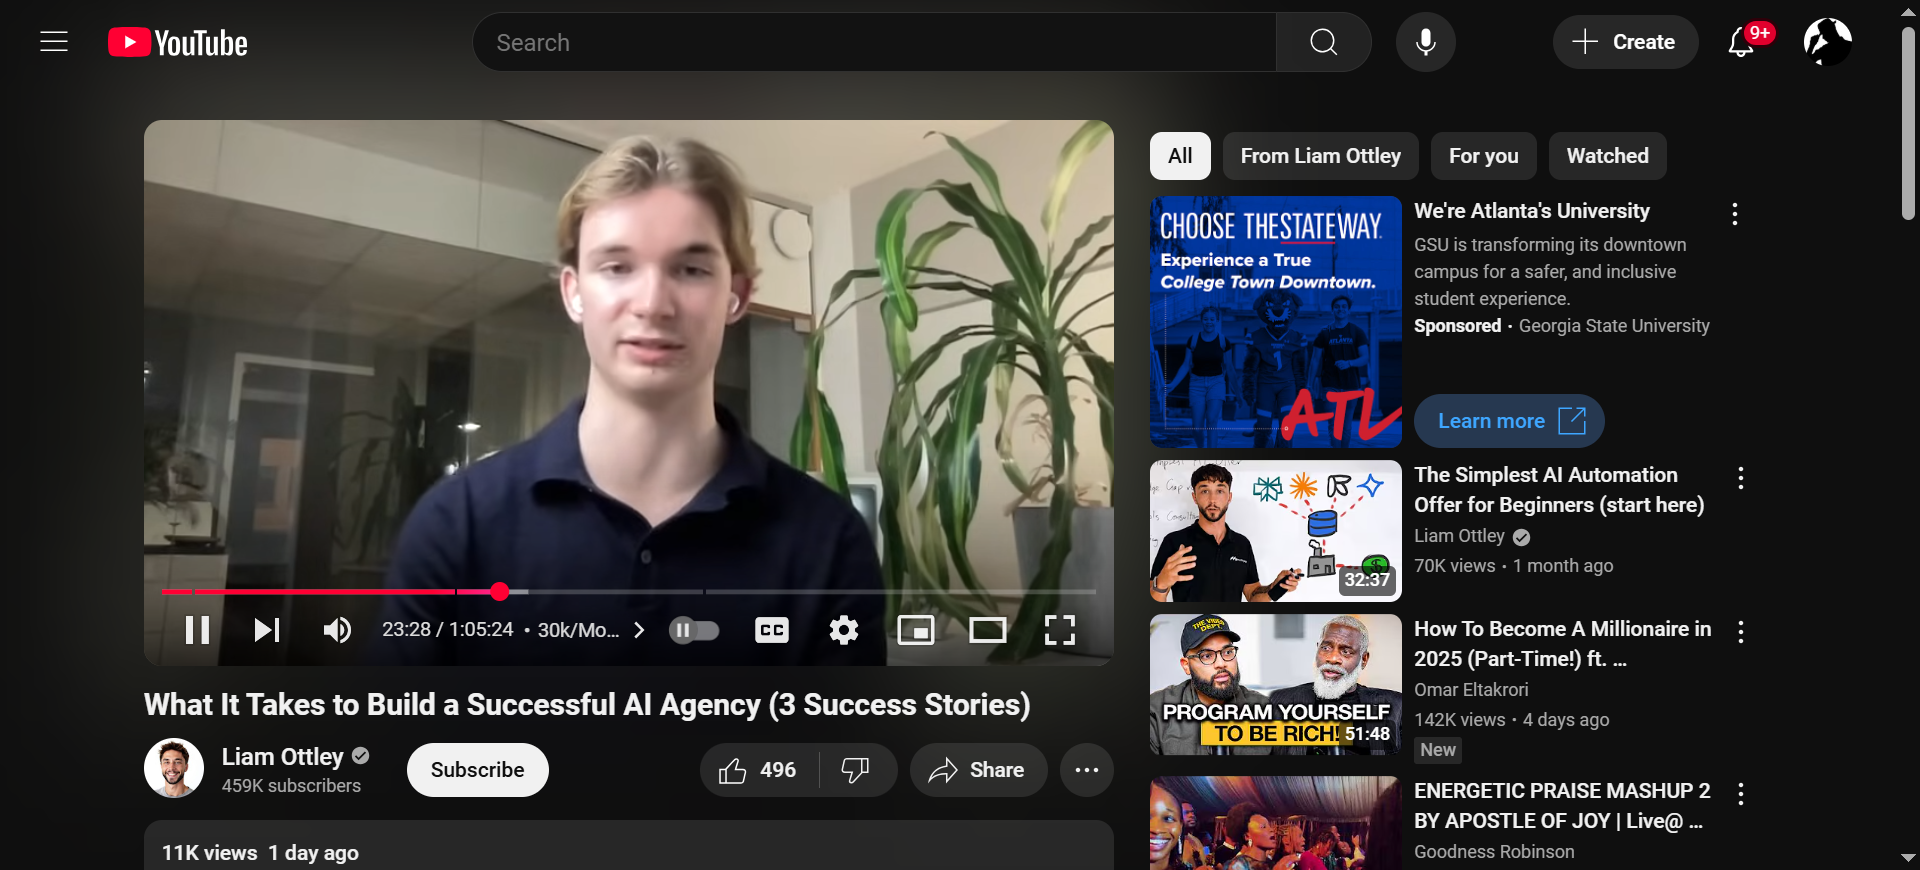 YouTube
Search
Create
9+
All
From Liam Ottley
For you
Watched
CHOOSE THESTATEWAY.
Experience a True
College Town Downtown.
ATL
We're Atlanta's University
GSU is transforming its downtown
campus for a safer, and inclusive
student experience.
Sponsored • Georgia State University
Learn more
23:28 / 1:05:24 • 30k/Mo...
CC
What It Takes to Build a Successful AI Agency (3 Success Stories)
Liam Ottley
459K subscribers
Subscribe
496
Share
11K views 1 day ago
32:37
The Simplest AI Automation
Offer for Beginners (start here)
Liam Ottley
70K views • 1 month ago
THE VIBES
DEPT.
PROGRAM YOURSELF
TO BE RICH!
51:48
How To Become A Millionaire in
2025 (Part-Time!) ft. ...
Omar Eltakrori
142K views • 4 days ago
New
ENERGETIC PRAISE MASHUP 2
BY APOSTLE OF JOY | Live@ ...
Goodness Robinson